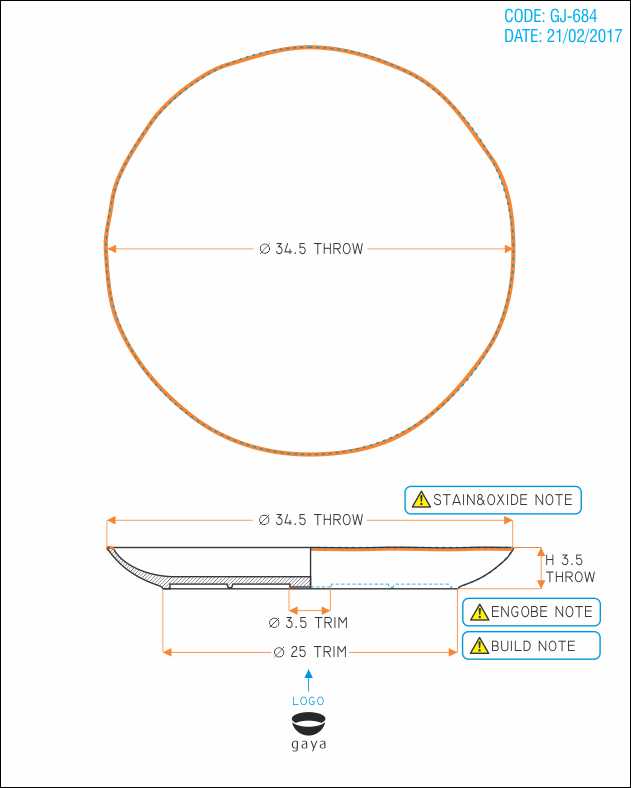 CODE: GJ-684
DATE: 21/02/2017
Ø 34.5 THROW
STAIN&OXIDE NOTE
Ø 34.5 THROW
H 3.5
THROW
ENGOBE NOTE
Ø 3.5 TRIM
BUILD NOTE
Ø 25 TRIM
LOGO
gaya